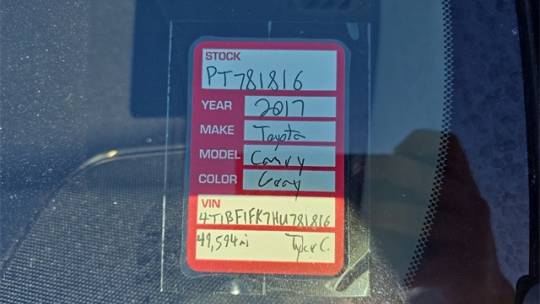 STOCK
PT781816
YEAR 2017
MAKE Toyota
MODEL Camry
COLOR Gray
VIN
4T1BF1FK7HU781816
49,594mi Tyler C.